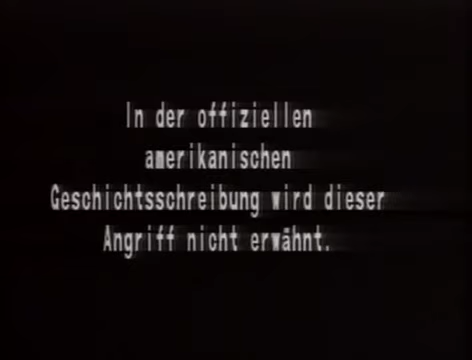 In der offiziellen
amerikanischen
Geschichtsschreibung wird dieser
Angriff nicht erwähnt.